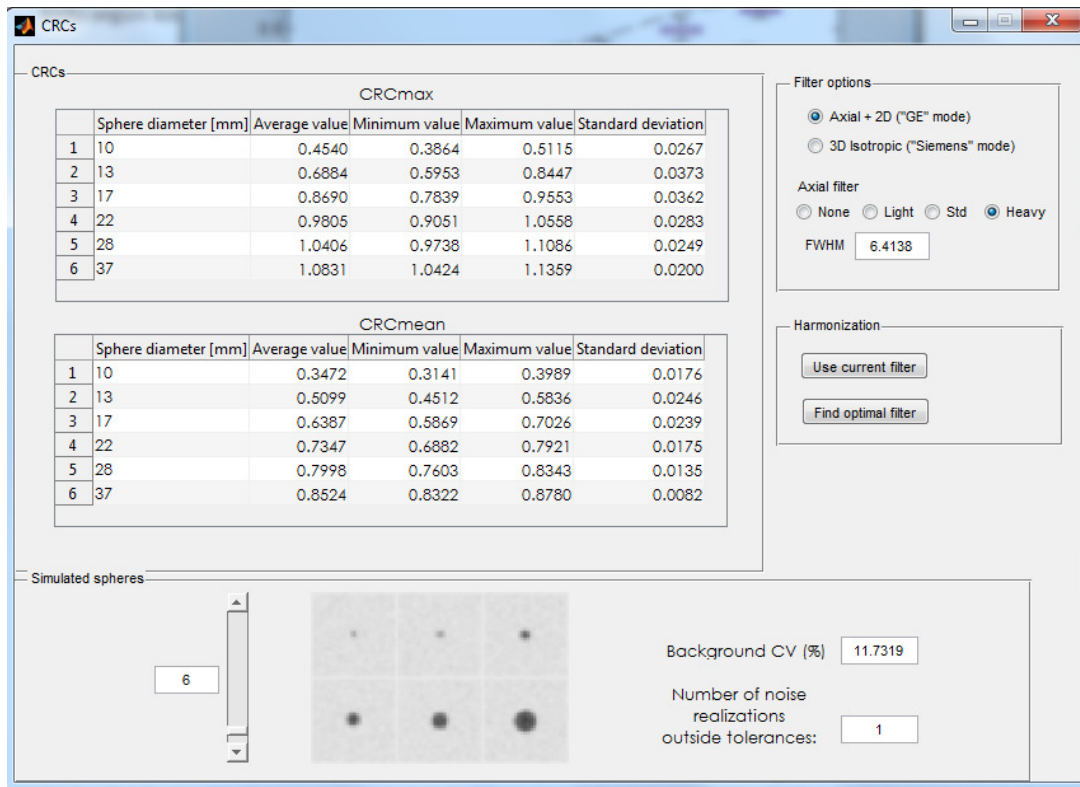 CRCs
CRCs
CRCmax
Sphere diameter [mm] Average value Minimum value Maximum value Standard deviation
1 10 0.4540 0.3864 0.5115 0.0267
2 13 0.6884 0.5953 0.8447 0.0373
3 17 0.8690 0.7839 0.9553 0.0362
4 22 0.9805 0.9051 1.0558 0.0283
5 28 1.0406 0.9738 1.1086 0.0249
6 37 1.0831 1.0424 1.1359 0.0200
CRCmean
Sphere diameter [mm] Average value Minimum value Maximum value Standard deviation
1 10 0.3472 0.3141 0.3989 0.0176
2 13 0.5099 0.4512 0.5836 0.0246
3 17 0.6387 0.5869 0.7026 0.0239
4 22 0.7347 0.6882 0.7921 0.0175
5 28 0.7998 0.7603 0.8343 0.0135
6 37 0.8524 0.8322 0.8780 0.0082
Filter options
Axial + 2D ("GE" mode)
3D Isotropic ("Siemens" mode)
Axial filter
None Light Std Heavy
FWHM 6.4138
Harmonization
Use current filter
Find optimal filter
Simulated spheres
6
Background CV (%) 11.7319
Number of noise
realizations
outside tolerances: 1